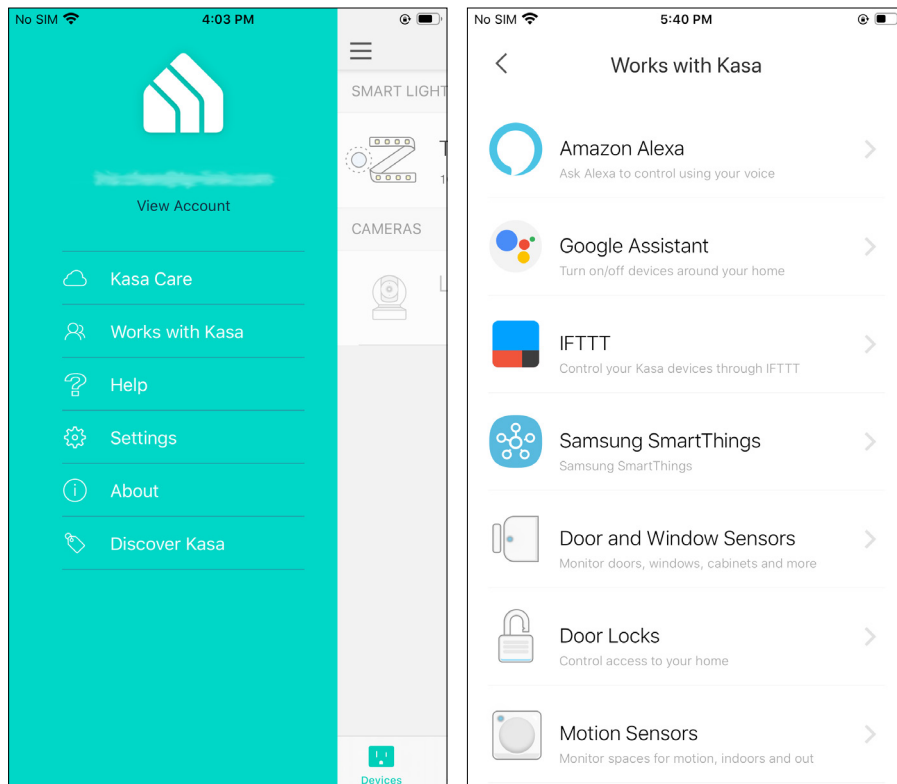 No SIM 4:03 PM
View Account
Kasa Care
Works with Kasa
Help
Settings
About
Discover Kasa
SMART LIGHT
T
1
CAMERAS
L
Devices
No SIM 5:40 PM
Works with Kasa
Amazon Alexa
Ask Alexa to control using your voice
Google Assistant
Turn on/off devices around your home
IFTTT
Control your Kasa devices through IFTTT
Samsung SmartThings
Samsung SmartThings
Door and Window Sensors
Monitor doors, windows, cabinets and more
Door Locks
Control access to your home
Motion Sensors
Monitor spaces for motion, indoors and out